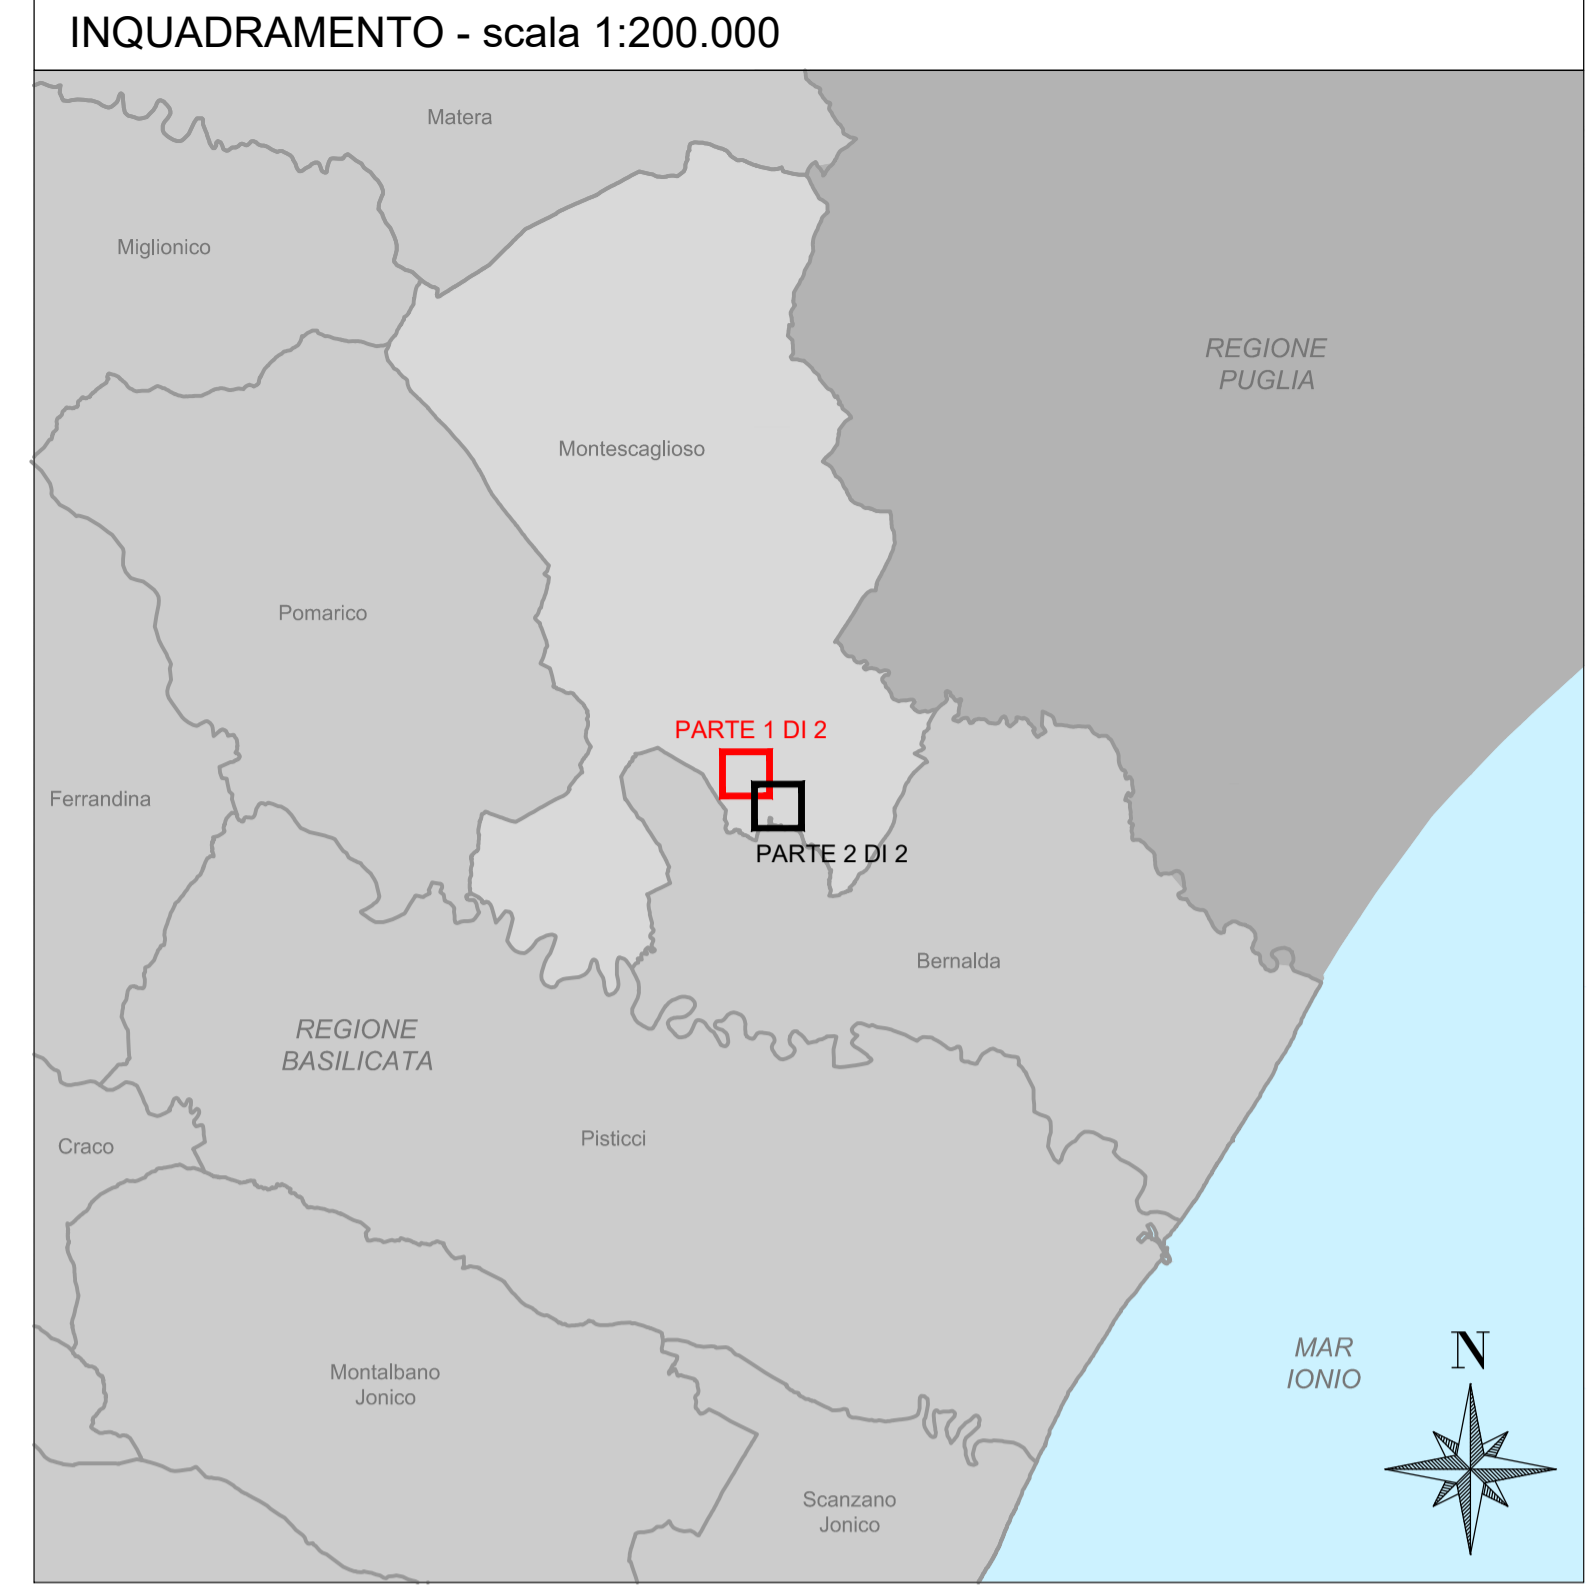 INQUADRAMENTO - scala 1:200.000
Matera
Miglionico
REGIONE
PUGLIA
Montescaglioso
Pomarico
PARTE 1 DI 2
Ferrandina
PARTE 2 DI 2
Bernalda
REGIONE
BASILICATA
Pisticci
Craco
MAR
IONIO
N
Montalbano
Jonico
Scanzano
Jonico